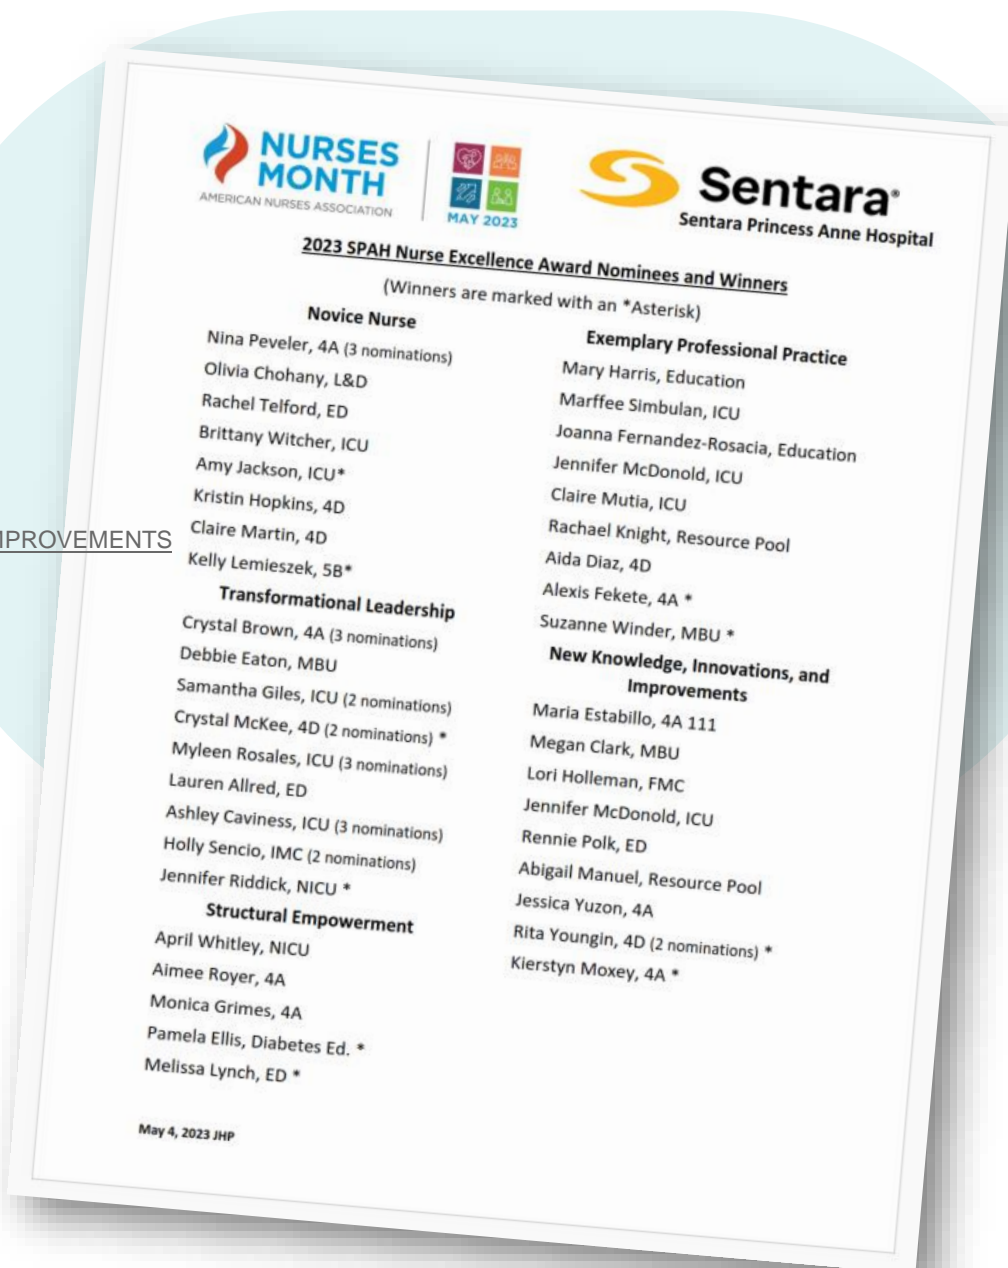 NURSES
MONTH
AMERICAN NURSES ASSOCIATION
MAY 2023
Sentara®
Sentara Princess Anne Hospital
2023 SPAH Nurse Excellence Award Nominees and Winners
(Winners are marked with an *Asterisk)
Novice Nurse
Nina Peveler, 4A (3 nominations)
Olivia Chohany, L&D
Rachel Telford, ED
Brittany Witcher, ICU
Amy Jackson, ICU*
Kristin Hopkins, 4D
Claire Martin, 4D
Kelly Lemieszek, 5B*
Transformational Leadership
Crystal Brown, 4A (3 nominations)
Debbie Eaton, MBU
Samantha Giles, ICU (2 nominations)
Crystal McKee, 4D (2 nominations) *
Myleen Rosales, ICU (3 nominations)
Lauren Allred, ED
Ashley Caviness, ICU (3 nominations)
Holly Sencio, IMC (2 nominations)
Jennifer Riddick, NICU *
Structural Empowerment
April Whitley, NICU
Aimee Royer, 4A
Monica Grimes, 4A
Pamela Ellis, Diabetes Ed. *
Melissa Lynch, ED *
Exemplary Professional Practice
Mary Harris, Education
Marffee Simbulan, ICU
Joanna Fernandez-Rosacia, Education
Jennifer McDonold, ICU
Claire Mutia, ICU
Rachael Knight, Resource Pool
Aida Diaz, 4D
Alexis Fekete, 4A *
Suzanne Winder, MBU *
New Knowledge, Innovations, and
Improvements
Maria Estabillo, 4A 111
Megan Clark, MBU
Lori Holleman, FMC
Jennifer McDonold, ICU
Rennie Polk, ED
Abigail Manuel, Resource Pool
Jessica Yuzon, 4A
Rita Youngin, 4D (2 nominations) *
Kierstyn Moxey, 4A *
May 4, 2023 JHP
MPROVEMENTS